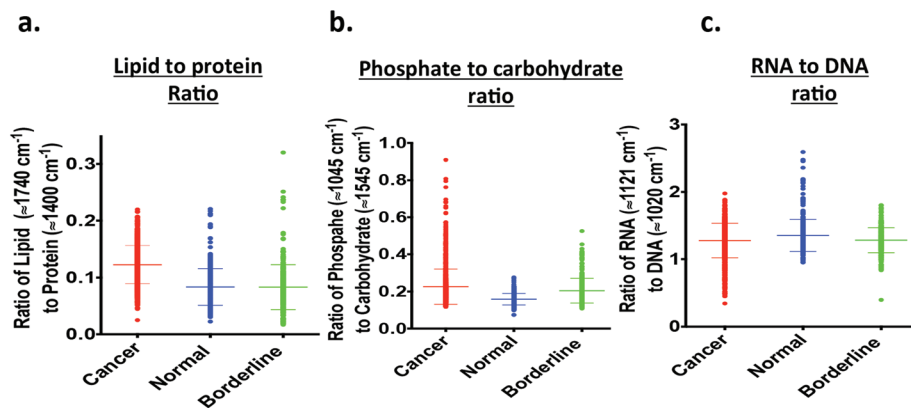 a.
Lipid to protein
Ratio
Ratio of Lipid (≈1740 cm-1)
to Protein (≈1400 cm-1)
0.3
0.2
0.1
0.0
Cancer
Normal
Borderline
b.
Phosphate to carbohydrate
ratio
Ratio of Phospahe (≈1045 cm-1)
to Carbohydrate (≈1545 cm-1)
1.0
0.8
0.6
0.4
0.2
0.0
Cancer
Normal
Borderline
c.
RNA to DNA
ratio
Ratio of RNA (≈1121 cm-1)
to DNA (≈1020 cm-1)
3
2
1
0
Cancer
Normal
Borderline